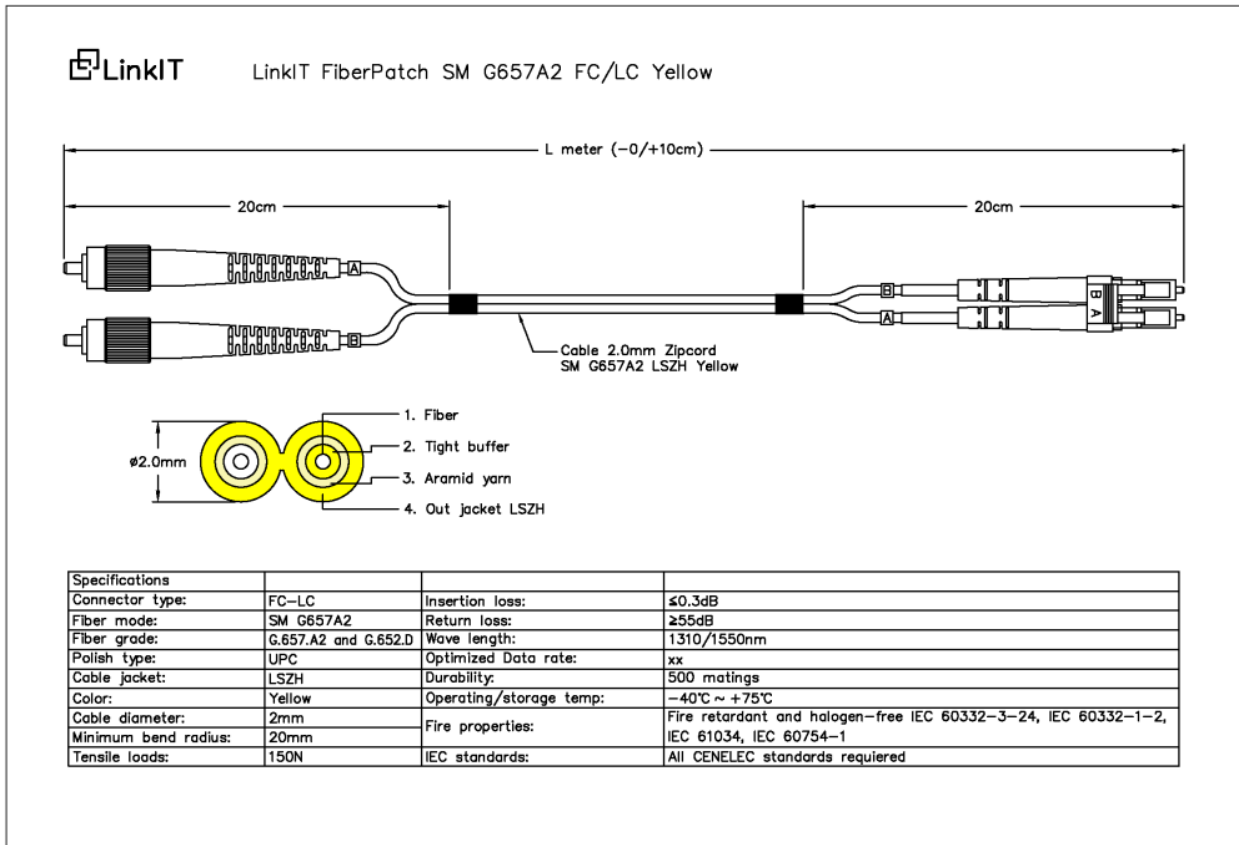 LinkIT
LinkIT FiberPatch SM G657A2 FC/LC Yellow
L meter (-0/+10cm)
20cm
20cm
A
B
B
A
B
A
Cable 2.0mm Zipcord
SM G657A2 LSZH Yellow
ø2.0mm
1. Fiber
2. Tight buffer
3. Aramid yarn
4. Out jacket LSZH
Specifications
Connector type: FC-LC Insertion loss: ≤0.3dB
Fiber mode: SM G657A2 Return loss: ≥55dB
Fiber grade: G.657.A2 and G.652.D Wave length: 1310/1550nm
Polish type: UPC Optimized Data rate: xx
Cable jacket: LSZH Durability: 500 matings
Color: Yellow Operating/storage temp: -40℃ ~ +75℃
Cable diameter: 2mm Fire properties: Fire retardant and halogen-free IEC 60332-3-24, IEC 60332-1-2,
Minimum bend radius: 20mm IEC 61034, IEC 60754-1
Tensile loads: 150N IEC standards: All CENELEC standards requiered